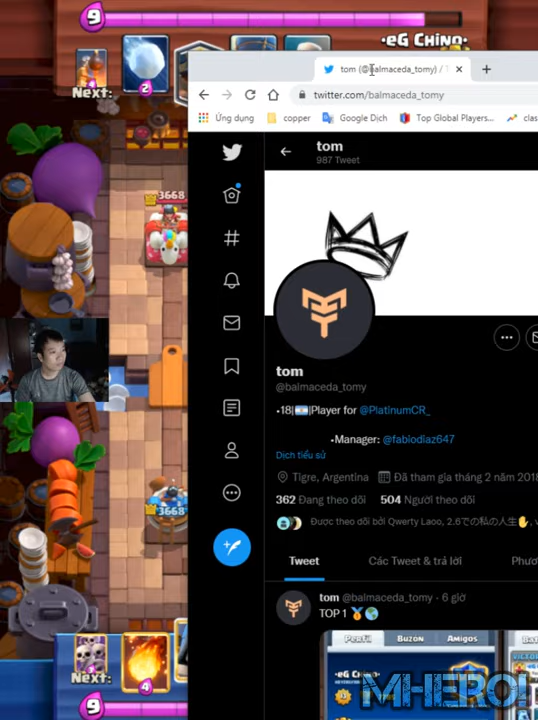 9
•eG CHiNO•
Next:
2
tom (@balmaceda_tomy) / T
twitter.com/balmaceda_tomy
Ứng dụng
copper
Google Dịch
Top Global Players...
clas
tom
987 Tweet
3668
tom
@balmaceda_tomy
•18|🇦🇷|Player for @PlatinumCR_
•Manager: @fabiodiaz647
Dịch tiểu sử
Tigre, Argentina
Đã tham gia tháng 2 năm 2018
362 Đang theo dõi
504 Người theo dõi
Được theo dõi bởi Qwerty Laoo, 2.6での私の人生✋, v
3668
Tweet
Các Tweet & trả lời
Phươ
tom @balmaceda_tomy · 6 giờ
TOP 1 🏅🌎
Perfil
Buzon
Amigos
•eG CHiNO•
Next:
4
9
MHEROI